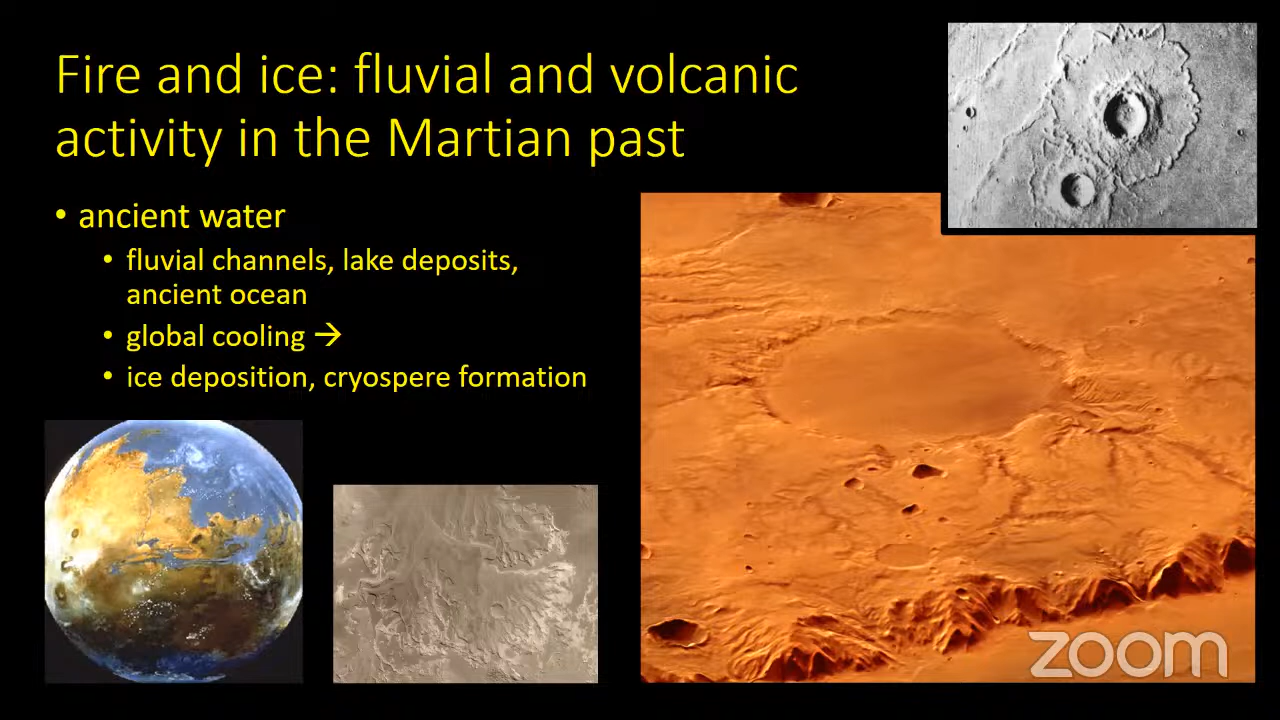 Fire and ice: fluvial and volcanic
activity in the Martian past
• ancient water
• fluvial channels, lake deposits,
ancient ocean
• global cooling →
• ice deposition, cryospere formation
zoom